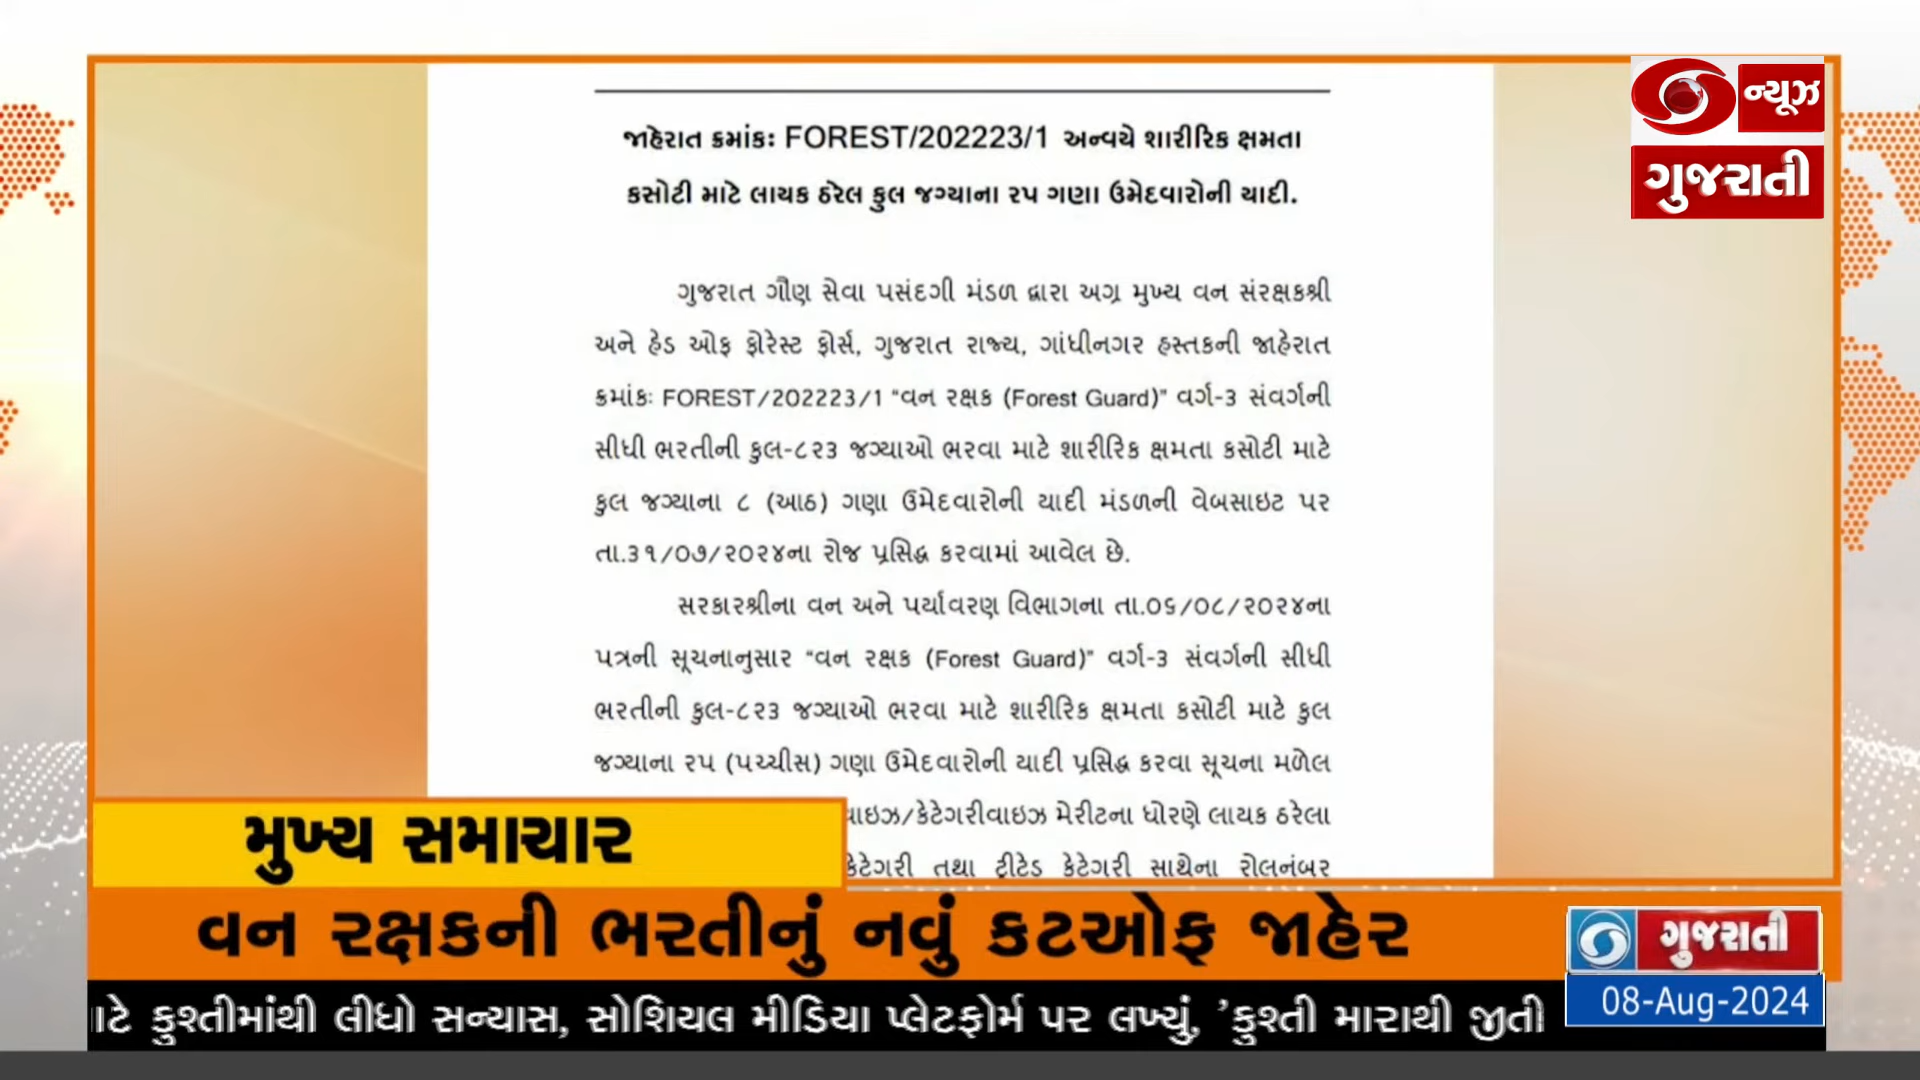 ન્યૂઝ
ગુજરાતી
જાહેરાત ક્રમાંકઃ FOREST/202223/1 અન્વયે શારીરિક ક્ષમતા
કસોટી માટે લાયક ઠરેલ કુલ જગ્યાના ૨૫ ગણા ઉમેદવારોની યાદી.
ગુજરાત ગૌણ સેવા પસંદગી મંડળ દ્વારા અગ્ર મુખ્ય વન સંરક્ષકશ્રી
અને હેડ ઓફ ફોરેસ્ટ ફોર્સ, ગુજરાત રાજ્ય, ગાંધીનગર હસ્તકની જાહેરાત
ક્રમાંકઃ FOREST/202223/1 “વન રક્ષક (Forest Guard)” વર્ગ-૩ સંવર્ગની
સીધી ભરતીની કુલ-૮૨૩ જગ્યાઓ ભરવા માટે શારીરિક ક્ષમતા કસોટી માટે
કુલ જગ્યાના ૮ (આઠ) ગણા ઉમેદવારોની યાદી મંડળની વેબસાઇટ પર
તા.૩૧/૦૭/૨૦૨૪ના રોજ પ્રસિદ્ધ કરવામાં આવેલ છે.
સરકારશ્રીના વન અને પર્યાવરણ વિભાગના તા.૦૬/૦૮/૨૦૨૪ના
પત્રની સૂચનાનુસાર “વન રક્ષક (Forest Guard)” વર્ગ-૩ સંવર્ગની સીધી
ભરતીની કુલ-૮૨૩ જગ્યાઓ ભરવા માટે શારીરિક ક્ષમતા કસોટી માટે કુલ
જગ્યાના ૨૫ (પચ્ચીસ) ગણા ઉમેદવારોની યાદી પ્રસિદ્ધ કરવા સૂચના મળેલ
વાઇઝ/કેટેગરીવાઇઝ મેરીટના ધોરણે લાયક ઠરેલા
કેટેગરી તથા ટ્રીટેડ કેટેગરી સાથેના રોલનંબર
મુખ્ય સમાચાર
વન રક્ષકની ભરતીનું નવું કટઓફ જાહેર
ગુજરાતી
08-Aug-2024
ાટે કુશ્તીમાંથી લીધો સન્યાસ, સોશિયલ મીડિયા પ્લેટફોર્મ પર લખ્યું, 'કુશ્તી મારાથી જીતી